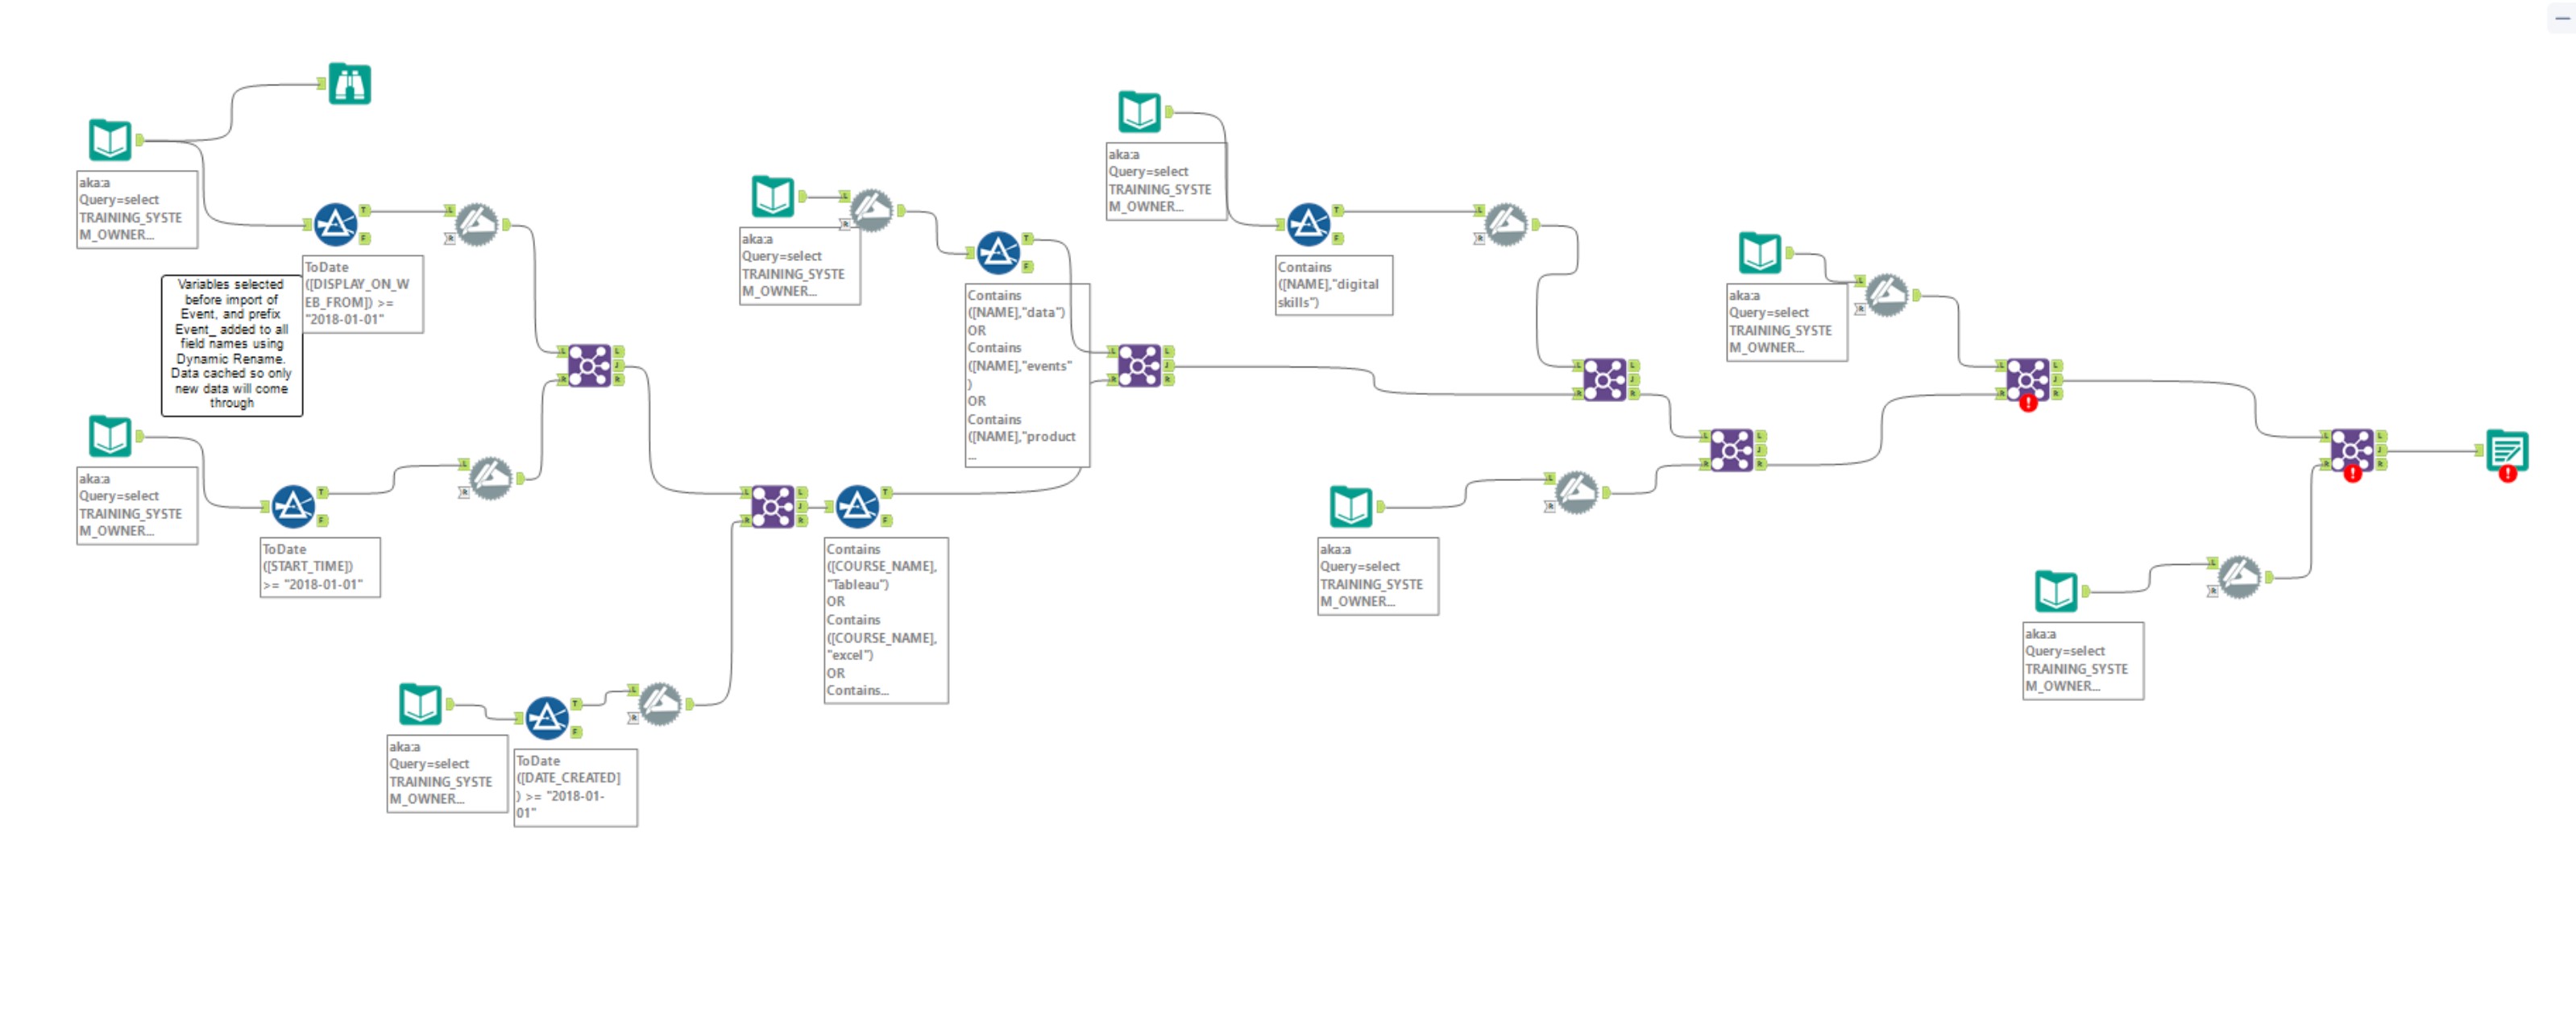 aka:a
Query=select
TRAINING_SYSTE
M_OWNER...
ToDate
([DISPLAY_ON_W
EB_FROM]) >=
"2018-01-01"
Variables selected
before import of
Event, and prefix
Event_ added to all
field names using
Dynamic Rename.
Data cached so only
new data will come
through
aka:a
Query=select
TRAINING_SYSTE
M_OWNER...
ToDate
([START_TIME])
>= "2018-01-01"
aka:a
Query=select
TRAINING_SYSTE
M_OWNER...
ToDate
([DATE_CREATED]
) >= "2018-01-
01"
aka:a
Query=select
TRAINING_SYSTE
M_OWNER...
Contains
([COURSE_NAME],
"Tableau")
OR
Contains
([COURSE_NAME],
"excel")
OR
Contains...
Contains
([NAME],"data")
OR
Contains
([NAME],"events"
)
OR
Contains
([NAME],"product
...
aka:a
Query=select
TRAINING_SYSTE
M_OWNER...
Contains
([NAME],"digital
skills")
aka:a
Query=select
TRAINING_SYSTE
M_OWNER...
aka:a
Query=select
TRAINING_SYSTE
M_OWNER...
aka:a
Query=select
TRAINING_SYSTE
M_OWNER...